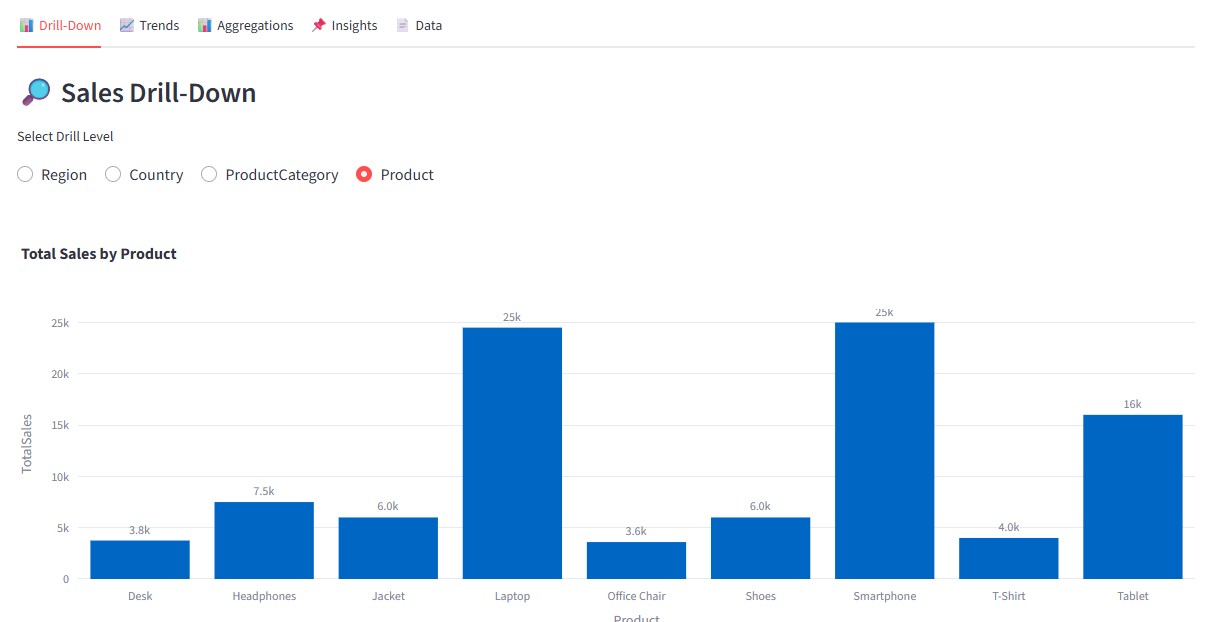 Drill-Down Trends Aggregations Insights Data
Sales Drill-Down
Select Drill Level
Region Country ProductCategory Product
Total Sales by Product
25k
20k
15k
10k
5k
0
TotalSales
3.8k 7.5k 6.0k 25k 3.6k 6.0k 25k 4.0k 16k
Desk Headphones Jacket Laptop Office Chair Shoes Smartphone T-Shirt Tablet
Product